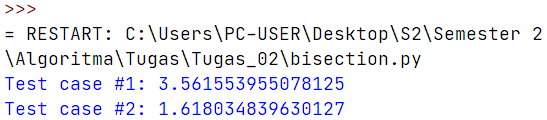 >>>
= RESTART: C:\Users\PC-USER\Desktop\S2\Semester 2
\Algoritma\Tugas\Tugas_02\bisection.py
Test case #1: 3.561553955078125
Test case #2: 1.618034839630127